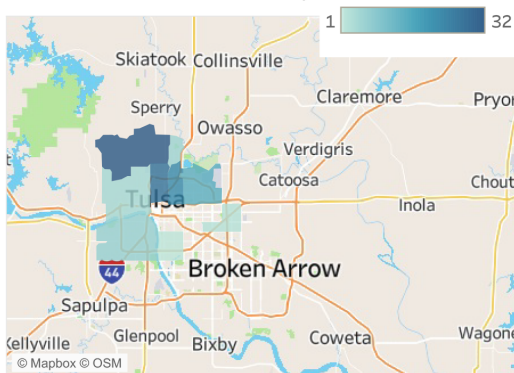 1
32
Skiatook
Collinsville
Claremore
Pryor
Sperry
Owasso
Verdigris
Catoosa
Chout
Tulsa
Inola
Broken Arrow
44
Sapulpa
Kellyville
Glenpool
Bixby
Coweta
Wagone
© Mapbox © OSM